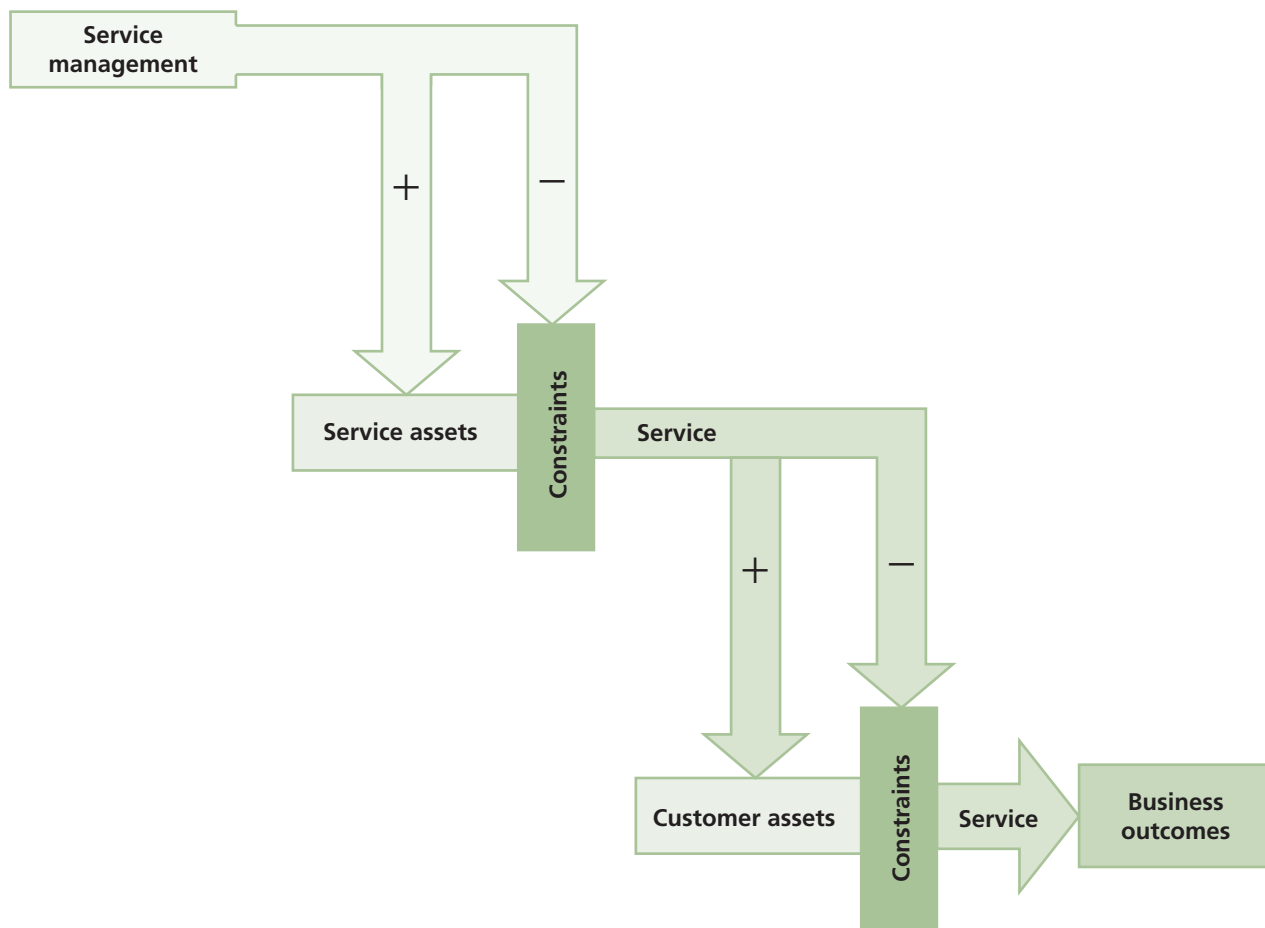 Service
management
+
−
Service assets
Constraints
Service
+
−
Customer assets
Constraints
Service
Business
outcomes